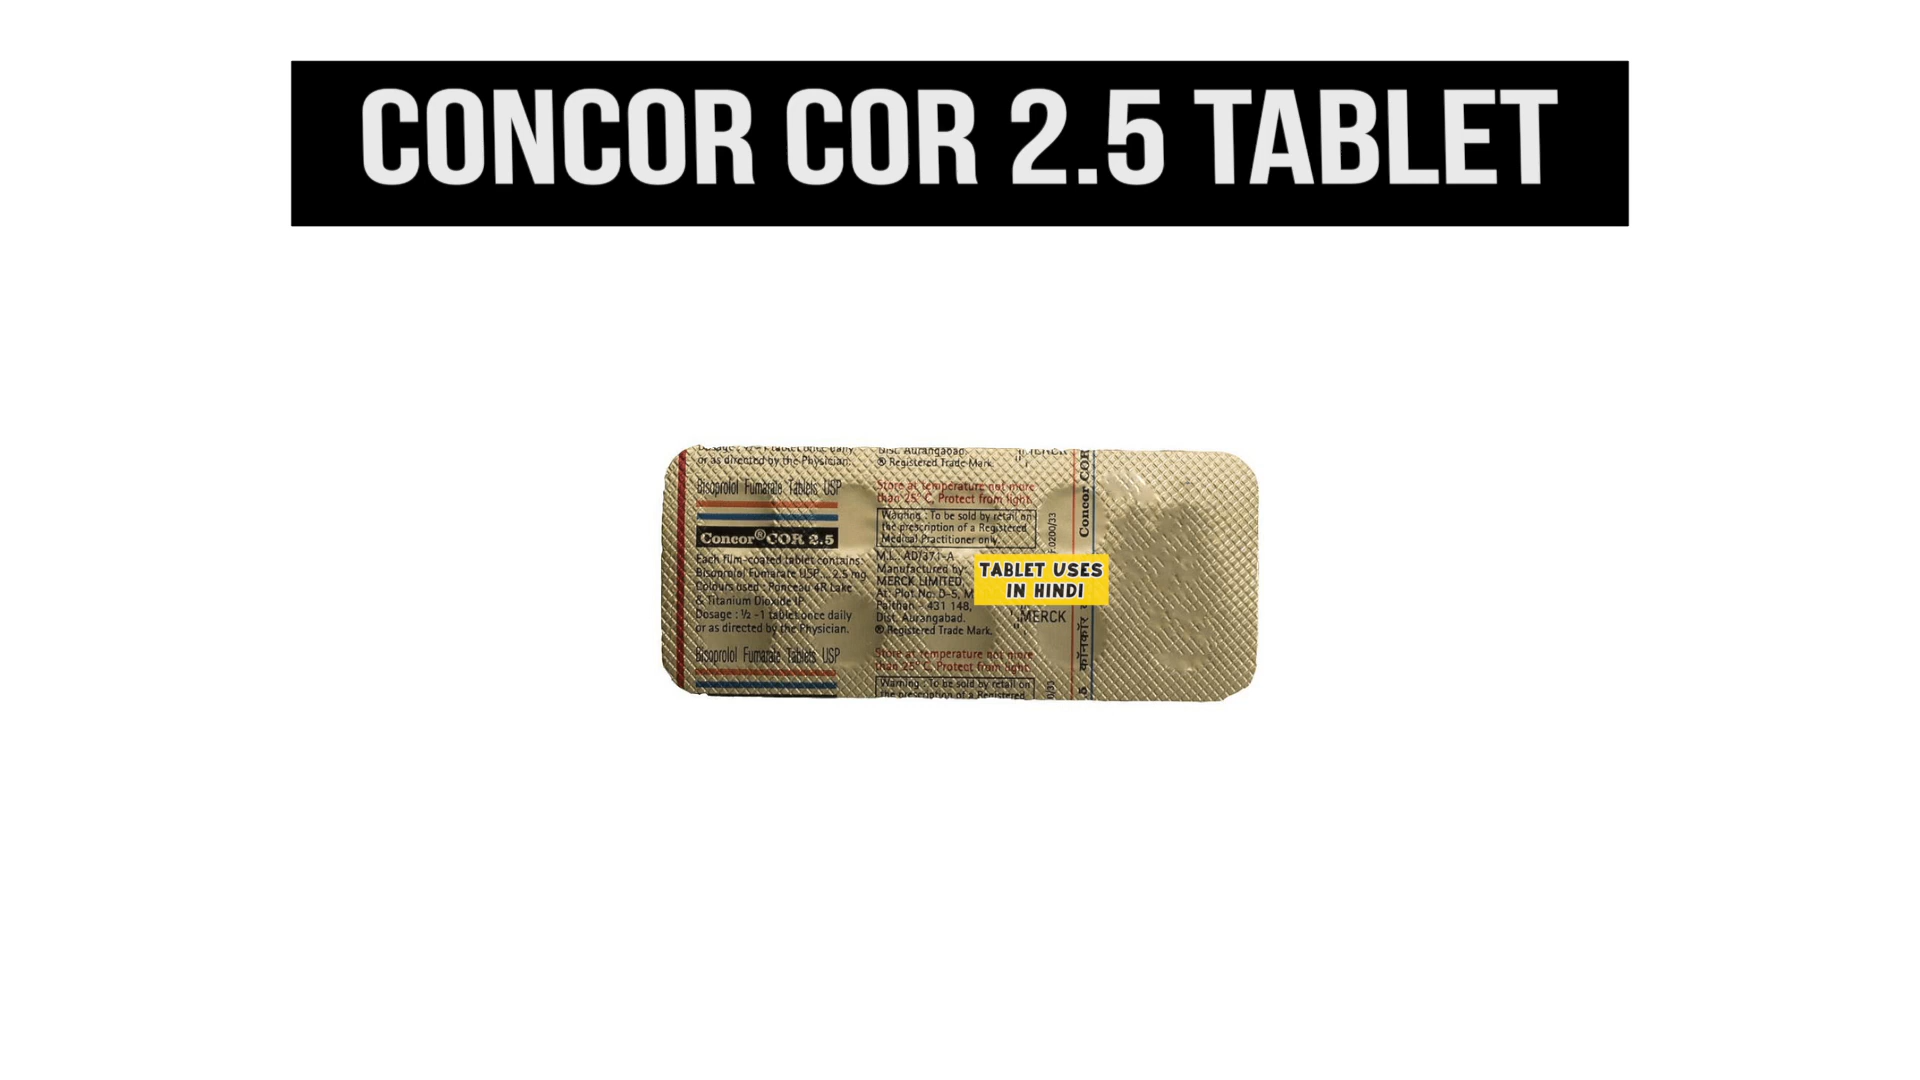 CONCOR COR 2.5 TABLET
or as directed by the Physician.
Bisoprolol Fumarate Tablets USP
Concor® COR 2.5
Each film-coated tablet contains:
Bisoprolol Fumarate USP... 2.5 mg
Colours used : Ponceau 4R Lake
& Titanium Dioxide IP
Dosage : ½ -1 tablet once daily
or as directed by the Physician.
Bisoprolol Fumarate Tablets USP
Dist. Aurangabad.
® Registered Trade Mark.
Store at temperature not more
than 25° C, Protect from light.
Warning : To be sold by retail on
the prescription of a Registered
Medical Practitioner only.
M.L. AD/371-A
Manufactured by:
MERCK LIMITED,
At: Plot No. D-5, M
Paithan - 431 148,
Dist. Aurangabad.
® Registered Trade Mark.
Store at temperature not more
than 25° C, Protect from light.
Warning : To be sold by retail on
the prescription of a Registered
MERCK
TABLET USES
IN HINDI
MERCK
Concor COR
कॉनकॉर